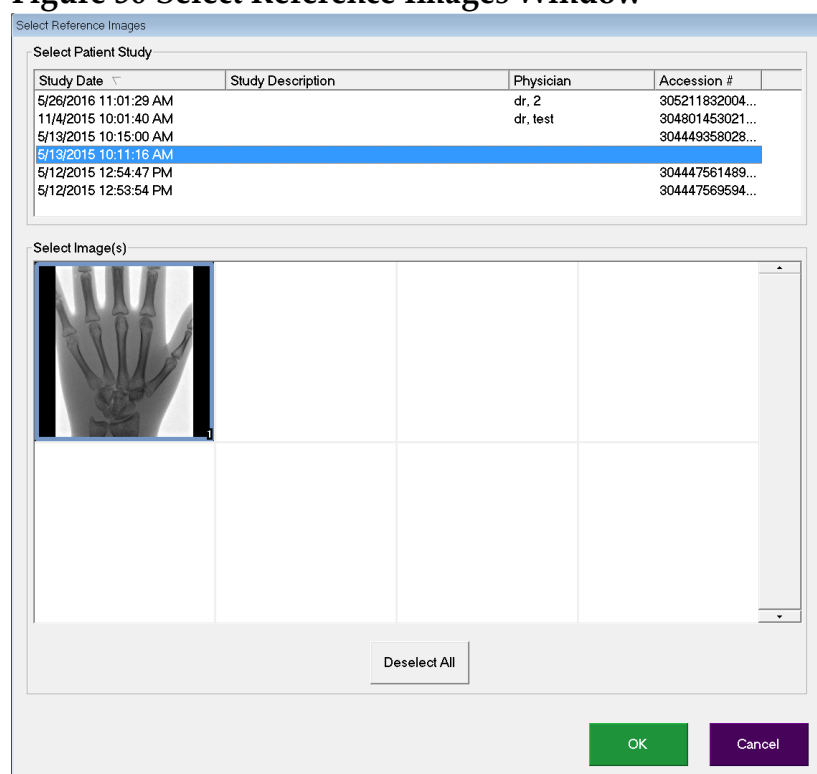 Figure 50 Select Reference Images Window
Select Reference Images
Select Patient Study
Study Date Study Description Physician Accession #
5/26/2016 11:01:29 AM dr, 2 305211832004...
11/4/2015 10:01:40 AM dr, test 304801453021...
5/13/2015 10:15:00 AM 304449358028...
5/13/2015 10:11:16 AM
5/12/2015 12:54:47 PM 304447561489...
5/12/2015 12:53:54 PM 304447569594...
Select Image(s)
1
Deselect All
OK Cancel